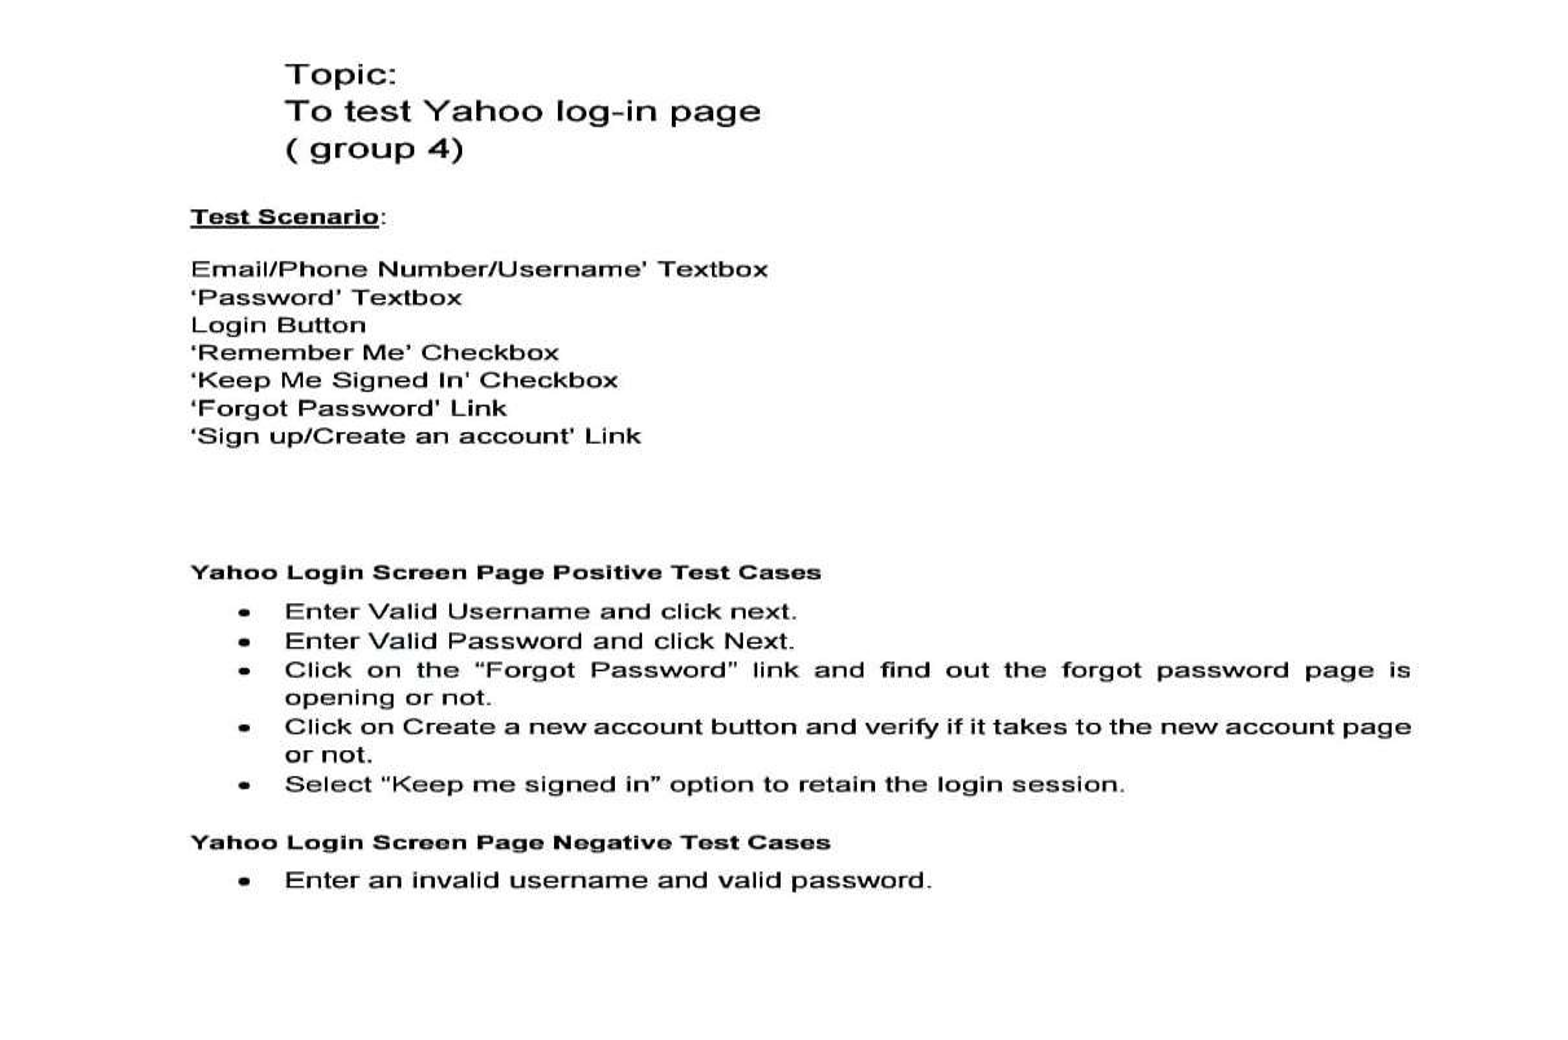 Topic:
To test Yahoo log-in page
( group 4)
Test Scenario:
Email/Phone Number/Username’ Textbox
‘Password’ Textbox
Login Button
‘Remember Me’ Checkbox
‘Keep Me Signed In’ Checkbox
‘Forgot Password’ Link
‘Sign up/Create an account’ Link
Yahoo Login Screen Page Positive Test Cases
• Enter Valid Username and click next.
• Enter Valid Password and click Next.
• Click on the “Forgot Password” link and find out the forgot password page is
opening or not.
• Click on Create a new account button and verify if it takes to the new account page
or not.
• Select “Keep me signed in” option to retain the login session.
Yahoo Login Screen Page Negative Test Cases
• Enter an invalid username and valid password.